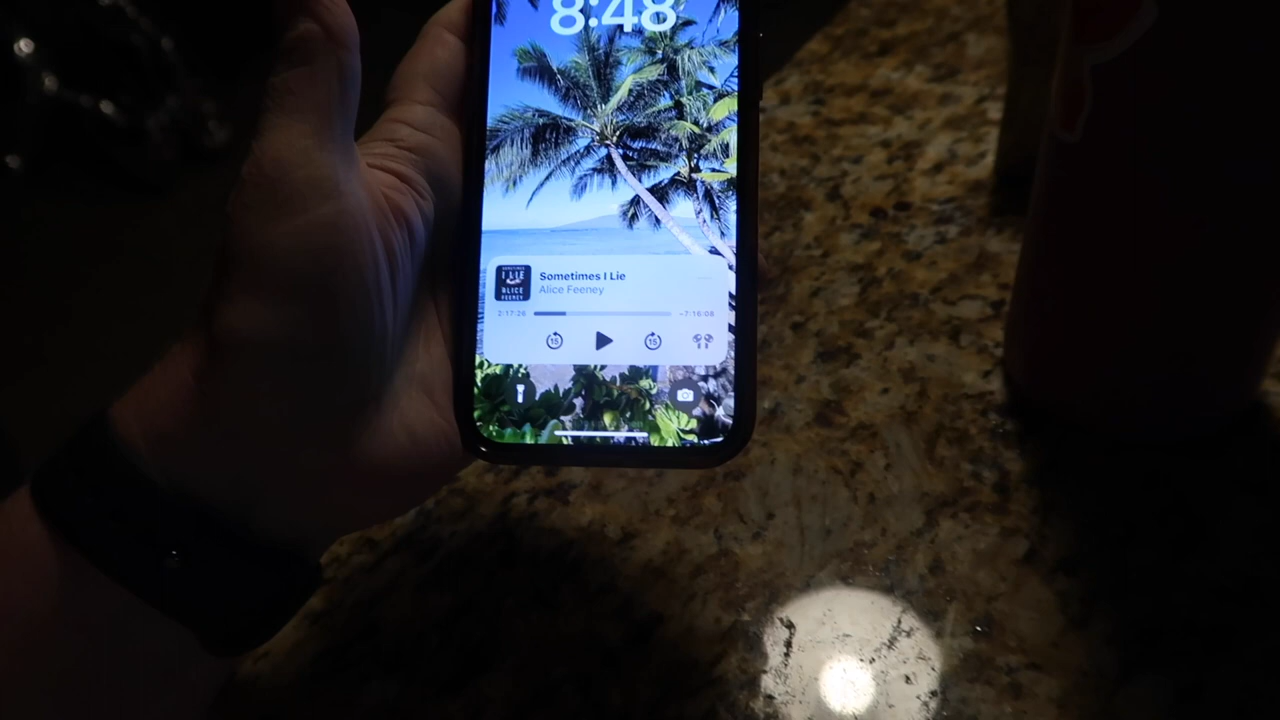 8:48
SOMETIMES
I LIE
ALICE
FEENEY
Sometimes I Lie
Alice Feeney
2:17:26
-7:16:08
15
15